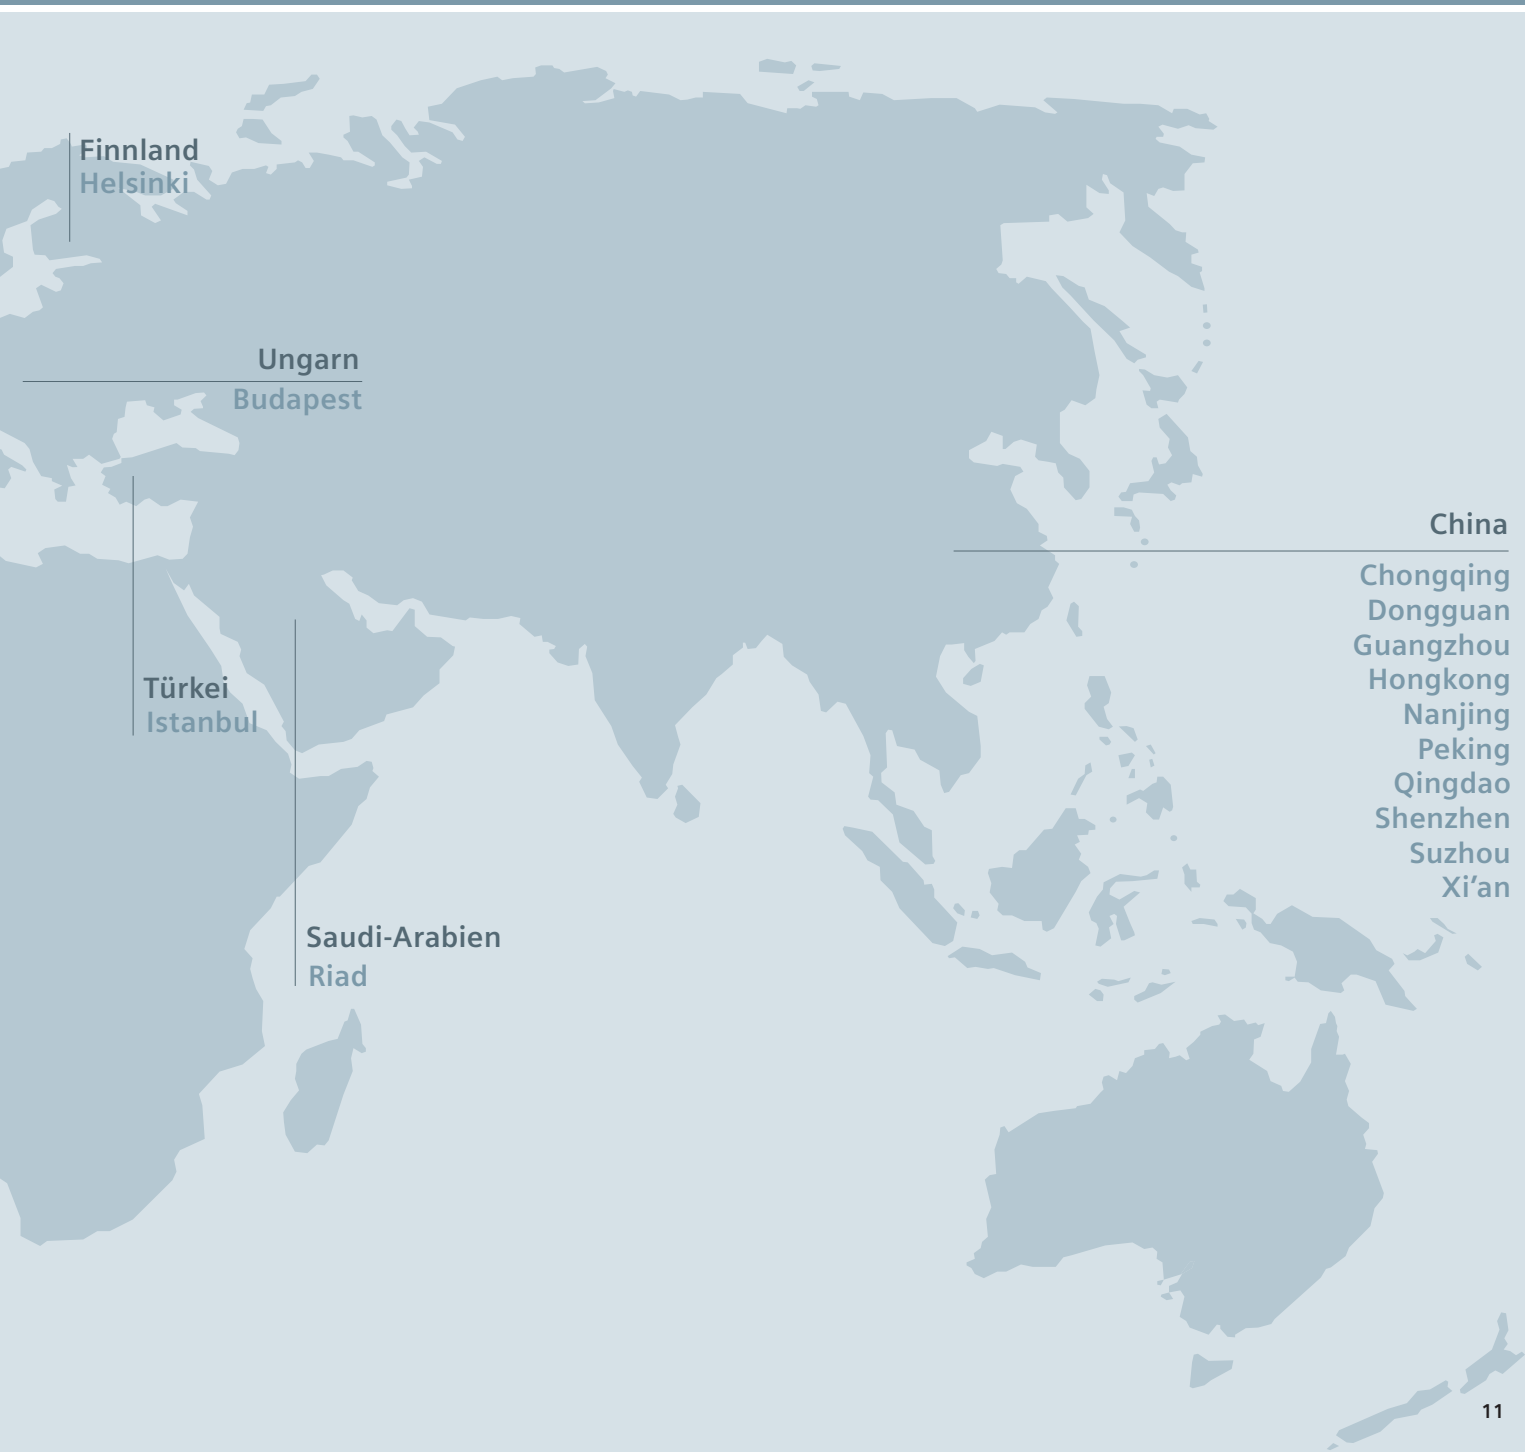 Finnland
Helsinki
Ungarn
Budapest
China
Chongqing
Dongguan
Guangzhou
Hongkong
Nanjing
Peking
Qingdao
Shenzhen
Suzhou
Xi’an
Türkei
Istanbul
Saudi-Arabien
Riad
11